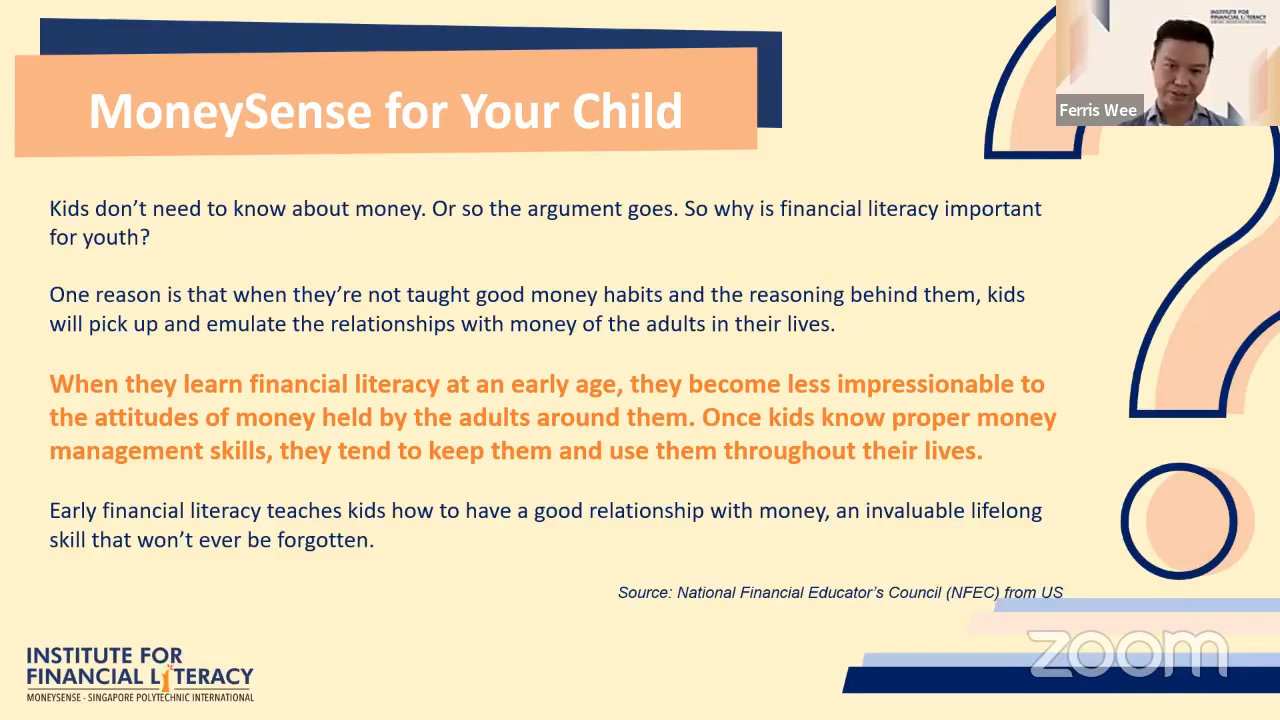 INSTITUTE FOR
FINANCIAL LITERACY
Ferris Wee
MoneySense for Your Child
Kids don’t need to know about money. Or so the argument goes. So why is financial literacy important
for youth?
One reason is that when they’re not taught good money habits and the reasoning behind them, kids
will pick up and emulate the relationships with money of the adults in their lives.
When they learn financial literacy at an early age, they become less impressionable to
the attitudes of money held by the adults around them. Once kids know proper money
management skills, they tend to keep them and use them throughout their lives.
Early financial literacy teaches kids how to have a good relationship with money, an invaluable lifelong
skill that won’t ever be forgotten.
Source: National Financial Educator’s Council (NFEC) from US
INSTITUTE FOR
FINANCIAL LITERACY
MONEYSENSE - SINGAPORE POLYTECHNIC INTERNATIONAL
zoom